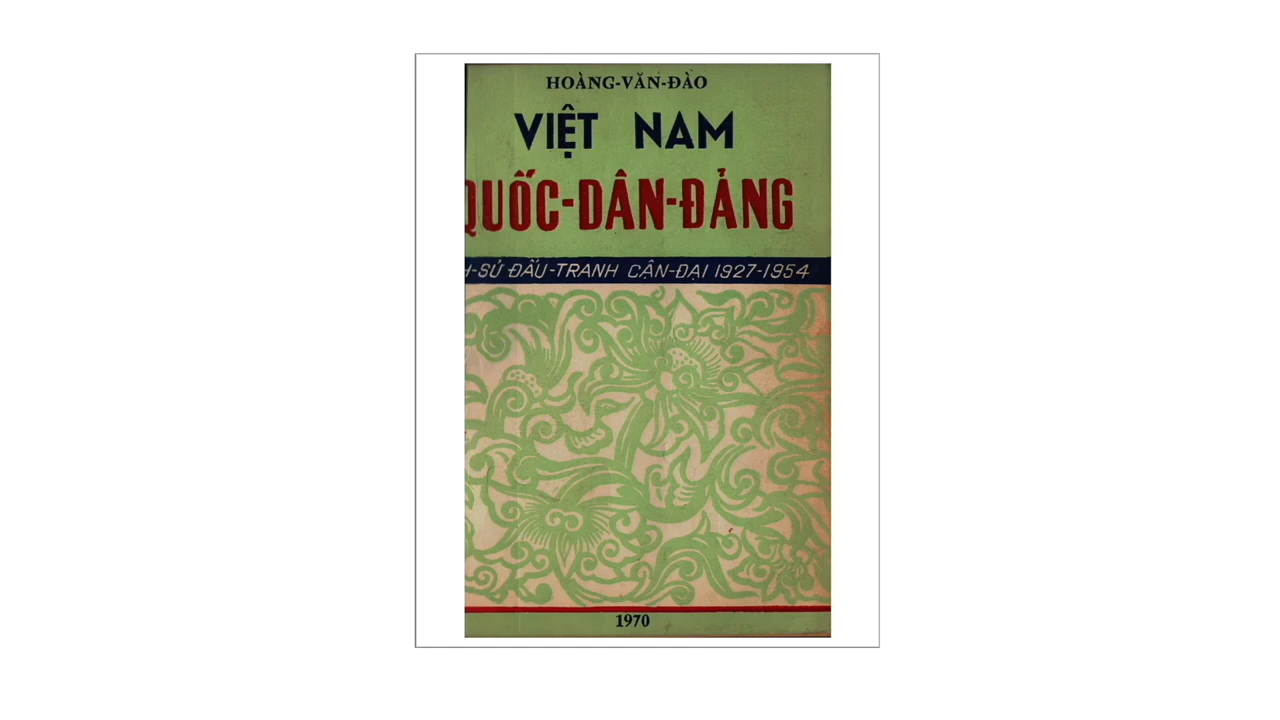 HOÀNG-VĂN-ĐÀO
VIỆT NAM
QUỐC-DÂN-ĐẢNG
H-SỬ ĐẤU-TRANH CẬN-ĐẠI 1927-1954
1970